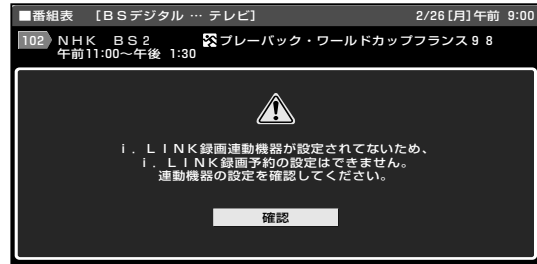 ■番組表 [BSデジタル … テレビ] 2/26[月]午前 9:00
102 NHK BS2 プレーバック・ワールドカップフランス98
午前11:00～午後 1:30
i．LINK録画連動機器が設定されてないため、
i．LINK録画予約の設定はできません。
連動機器の設定を確認してください。
確認